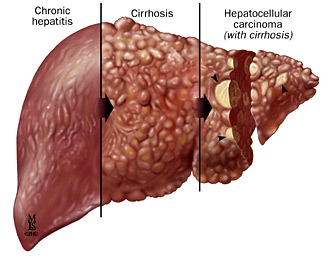 Chronic
hepatitis
Cirrhosis
Hepatocellular
carcinoma
(with cirrhosis)